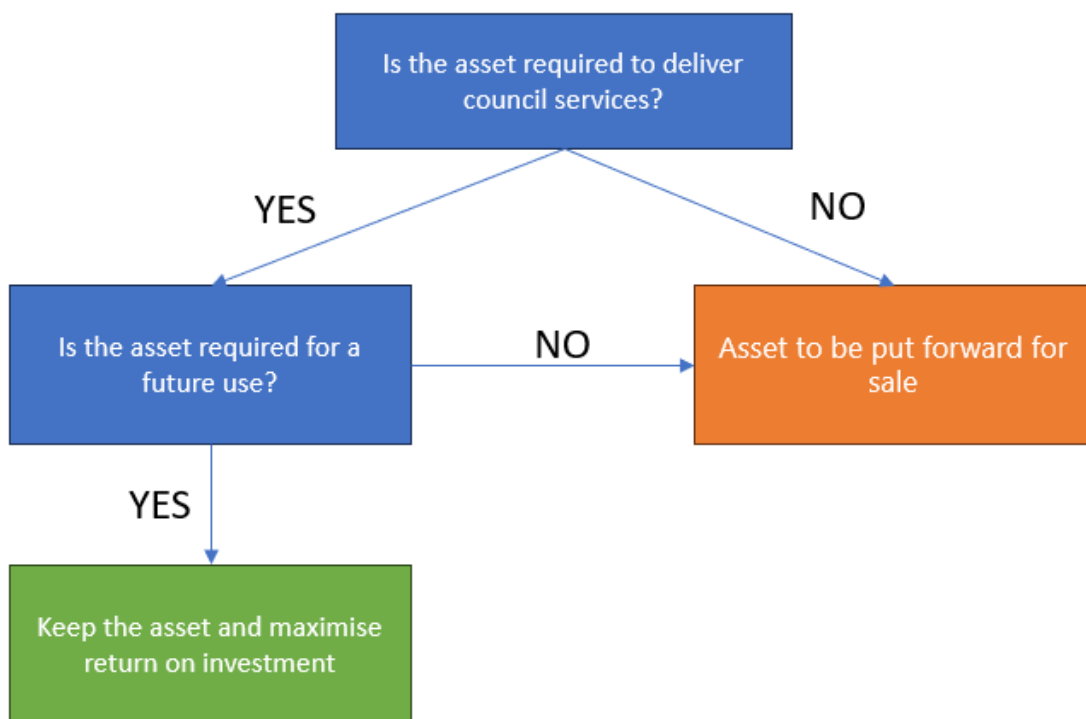 Is the asset required to deliver
council services?
YES
NO
Is the asset required for a
future use?
NO
Asset to be put forward for
sale
YES
Keep the asset and maximise
return on investment